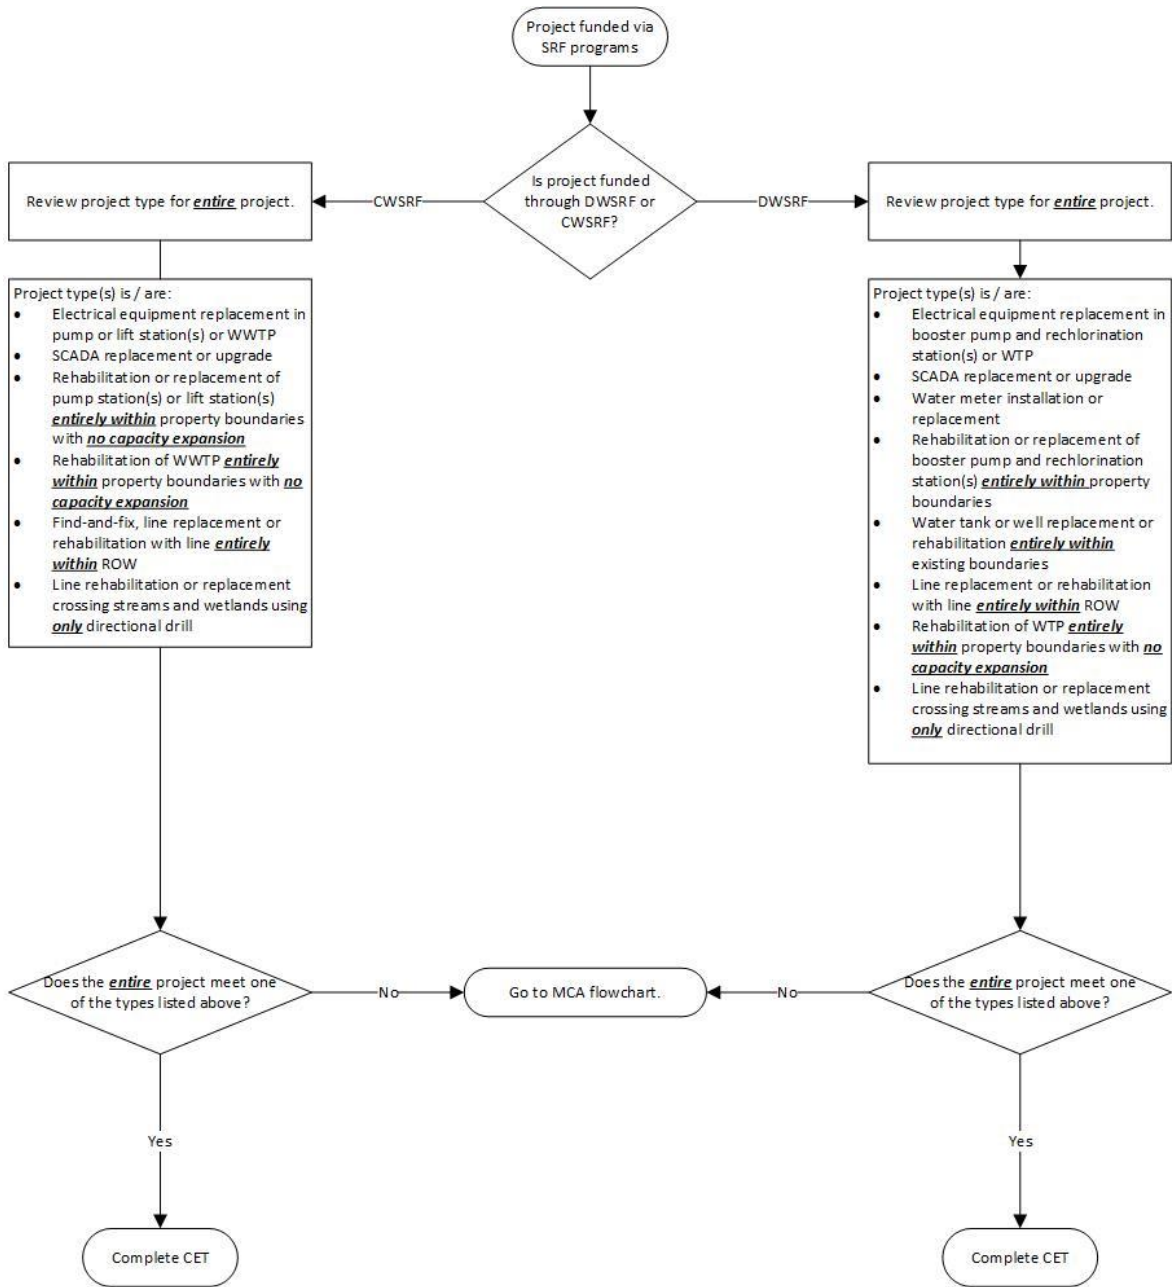 Project funded via
SRF programs
Is project funded
through DWSRF or
CWSRF?
CWSRF
DWSRF
Review project type for entire project.
Review project type for entire project.
Project type(s) is / are:
• Electrical equipment replacement in
pump or lift station(s) or WWTP
• SCADA replacement or upgrade
• Rehabilitation or replacement of
pump station(s) or lift station(s)
entirely within property boundaries
with no capacity expansion
• Rehabilitation of WWTP entirely
within property boundaries with no
capacity expansion
• Find-and-fix, line replacement or
rehabilitation with line entirely
within ROW
• Line rehabilitation or replacement
crossing streams and wetlands using
only directional drill
Project type(s) is / are:
• Electrical equipment replacement in
booster pump and rechlorination
station(s) or WTP
• SCADA replacement or upgrade
• Water meter installation or
replacement
• Rehabilitation or replacement of
booster pump and rechlorination
station(s) entirely within property
boundaries
• Water tank or well replacement or
rehabilitation entirely within
existing boundaries
• Line replacement or rehabilitation
with line entirely within ROW
• Rehabilitation of WTP entirely
within property boundaries with no
capacity expansion
• Line rehabilitation or replacement
crossing streams and wetlands using
only directional drill
Does the entire project meet one
of the types listed above?
No
Go to MCA flowchart.
No
Does the entire project meet one
of the types listed above?
Yes
Yes
Complete CET
Complete CET